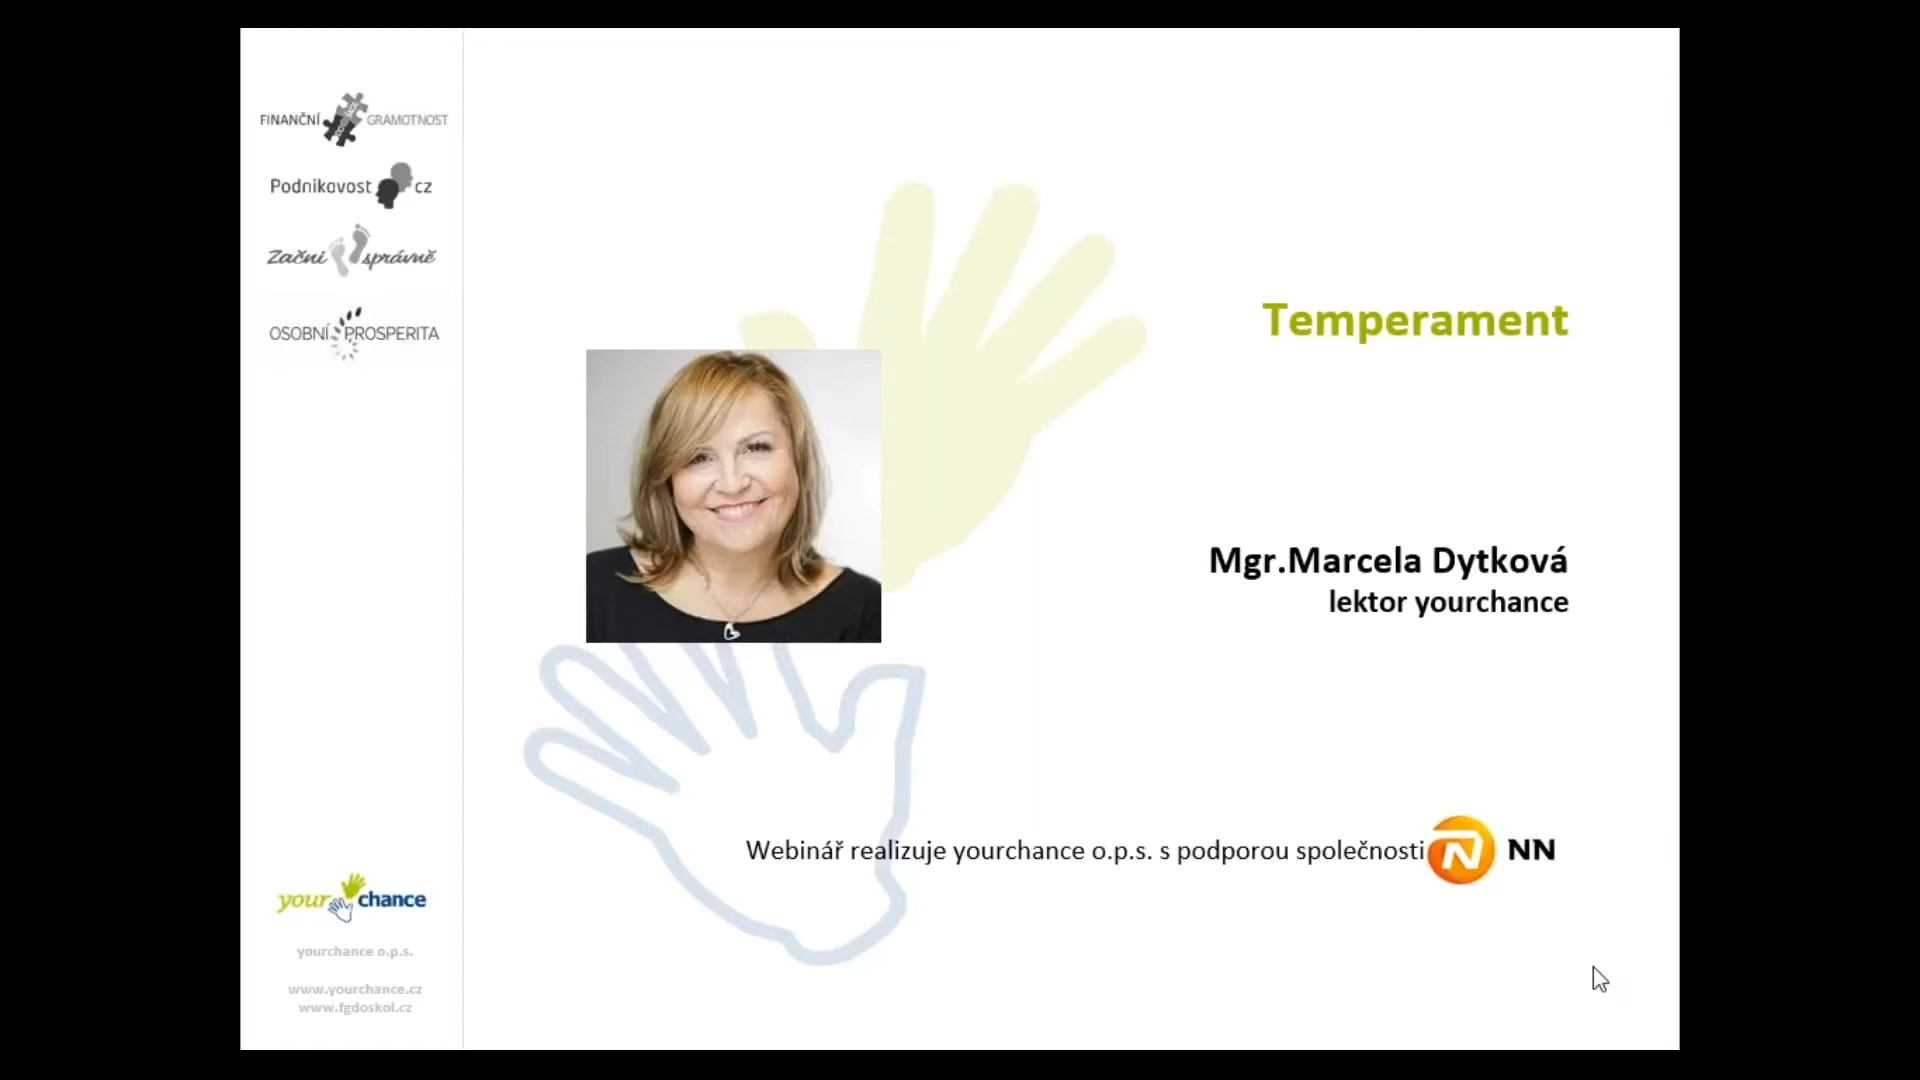 FINANČNÍ GRAMOTNOST
Podnikavost cz
Začni správně
OSOBNÍ PROSPERITA
Temperament
Mgr.Marcela Dytková
lektor yourchance
Webinář realizuje yourchance o.p.s. s podporou společnosti NN
your chance
yourchance o.p.s.
www.yourchance.cz
www.fgdoskol.cz